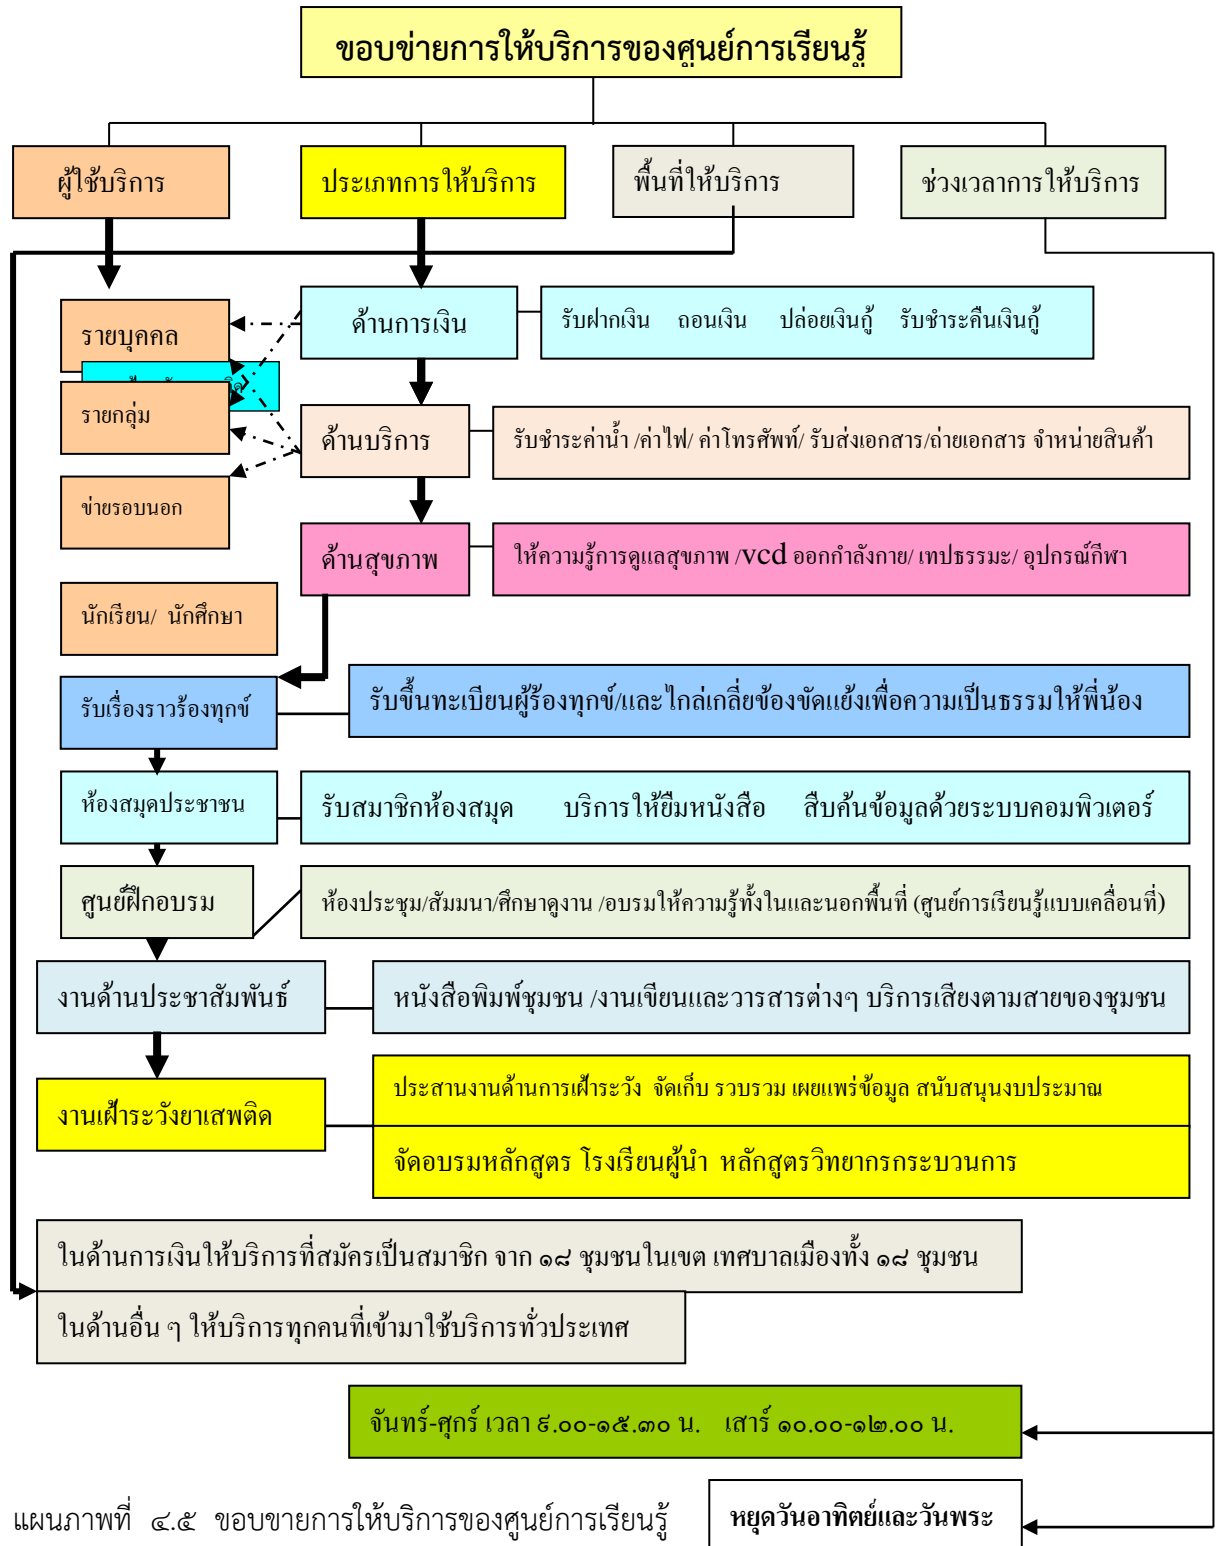 ขอบข่ายการให้บริการของศูนย์การเรียนรู้
ผู้ใช้บริการ
ประเภทการให้บริการ
พื้นที่ให้บริการ
ช่วงเวลาการให้บริการ
รายบุคคล
รายกลุ่ม
ข่ายรอบนอก
นักเรียน/ นักศึกษา
ด้านการเงิน
รับฝากเงิน ถอนเงิน ปล่อยเงินกู้ รับชำระคืนเงินกู้
ด้านบริการ
รับชำระค่าน้ำ /ค่าไฟ/ ค่าโทรศัพท์/ รับส่งเอกสาร/ถ่ายเอกสาร จำหน่ายสินค้า
ด้านสุขภาพ
ให้ความรู้การดูแลสุขภาพ /vcd ออกกำลังกาย/ เทปธรรมะ/ อุปกรณ์กีฬา
รับเรื่องราวร้องทุกข์
รับขึ้นทะเบียนผู้ร้องทุกข์/และไกล่เกลี่ยข้องขัดแย้งเพื่อความเป็นธรรมให้พี่น้อง
ห้องสมุดประชาชน
รับสมาชิกห้องสมุด บริการให้ยืมหนังสือ สืบค้นข้อมูลด้วยระบบคอมพิวเตอร์
ศูนย์ฝึกอบรม
ห้องประชุม/สัมมนา/ศึกษาดูงาน /อบรมให้ความรู้ทั้งในและนอกพื้นที่ (ศูนย์การเรียนรู้แบบเคลื่อนที่)
งานด้านประชาสัมพันธ์
หนังสือพิมพ์ชุมชน /งานเขียนและวารสารต่างๆ บริการเสียงตามสายของชุมชน
งานเฝ้าระวังยาเสพติด
ประสานงานด้านการเฝ้าระวัง จัดเก็บ รวบรวม เผยแพร่ข้อมูล สนับสนุนงบประมาณ
จัดอบรมหลักสูตร โรงเรียนผู้นำ หลักสูตรวิทยากรกระบวนการ
ในด้านการเงินให้บริการที่สมัครเป็นสมาชิก จาก ๑๘ ชุมชนในเขต เทศบาลเมืองทั้ง ๑๘ ชุมชน
ในด้านอื่น ๆ ให้บริการทุกคนที่เข้ามาใช้บริการทั่วประเทศ
จันทร์-ศุกร์ เวลา ๙.๐๐-๑๕.๓๐ น. เสาร์ ๑๐.๐๐-๑๒.๐๐ น.
หยุดวันอาทิตย์และวันพระ
แผนภาพที่ ๔.๕ ขอบขายการให้บริการของศูนย์การเรียนรู้